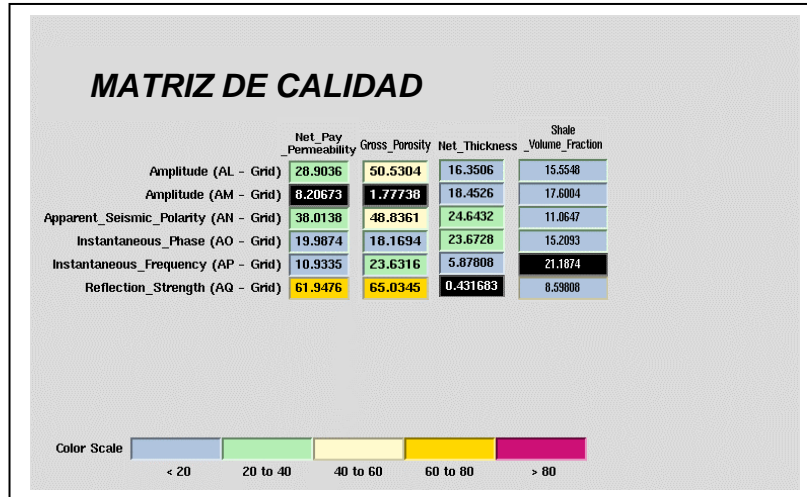 MATRIZ DE CALIDAD
Net_Pay _Permeability Gross_Porosity Net_Thickness Shale _Volume_Fraction
Amplitude (AL - Grid) 28.9036 50.5304 16.3506 15.5548
Amplitude (AM - Grid) 8.20673 1.77738 18.4526 17.6004
Apparent_Seismic_Polarity (AN - Grid) 38.0138 48.8361 24.6432 11.0647
Instantaneous_Phase (AO - Grid) 19.9874 18.1694 23.6728 15.2093
Instantaneous_Frequency (AP - Grid) 10.9335 23.6316 5.87808 21.1874
Reflection_Strength (AQ - Grid) 61.9476 65.0345 0.431683 8.59808
Color Scale
< 20 20 to 40 40 to 60 60 to 80 > 80